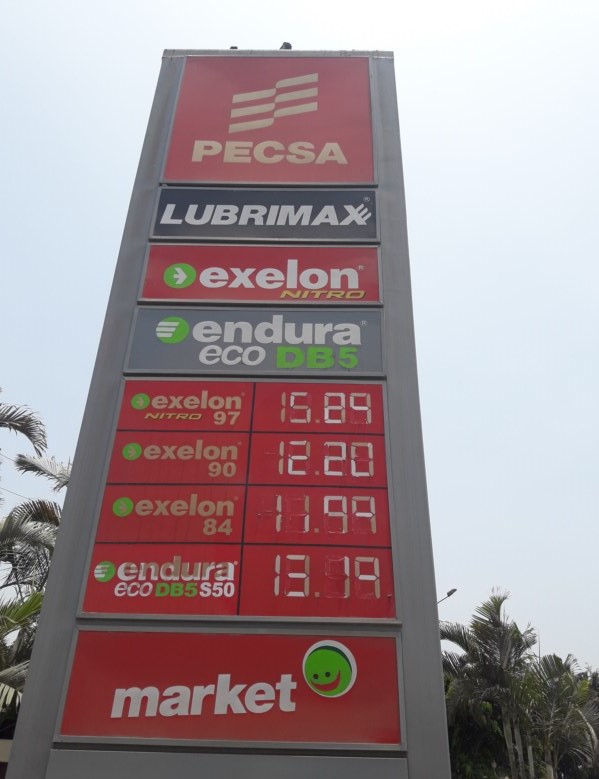 PECSA
LUBRIMAX
exelon
NITRO
endura
eco DB5
exelon
NITRO 97
15.89
exelon
90
12.20
exelon
84
11.99
endura
eco DB5 S50
13.19
market